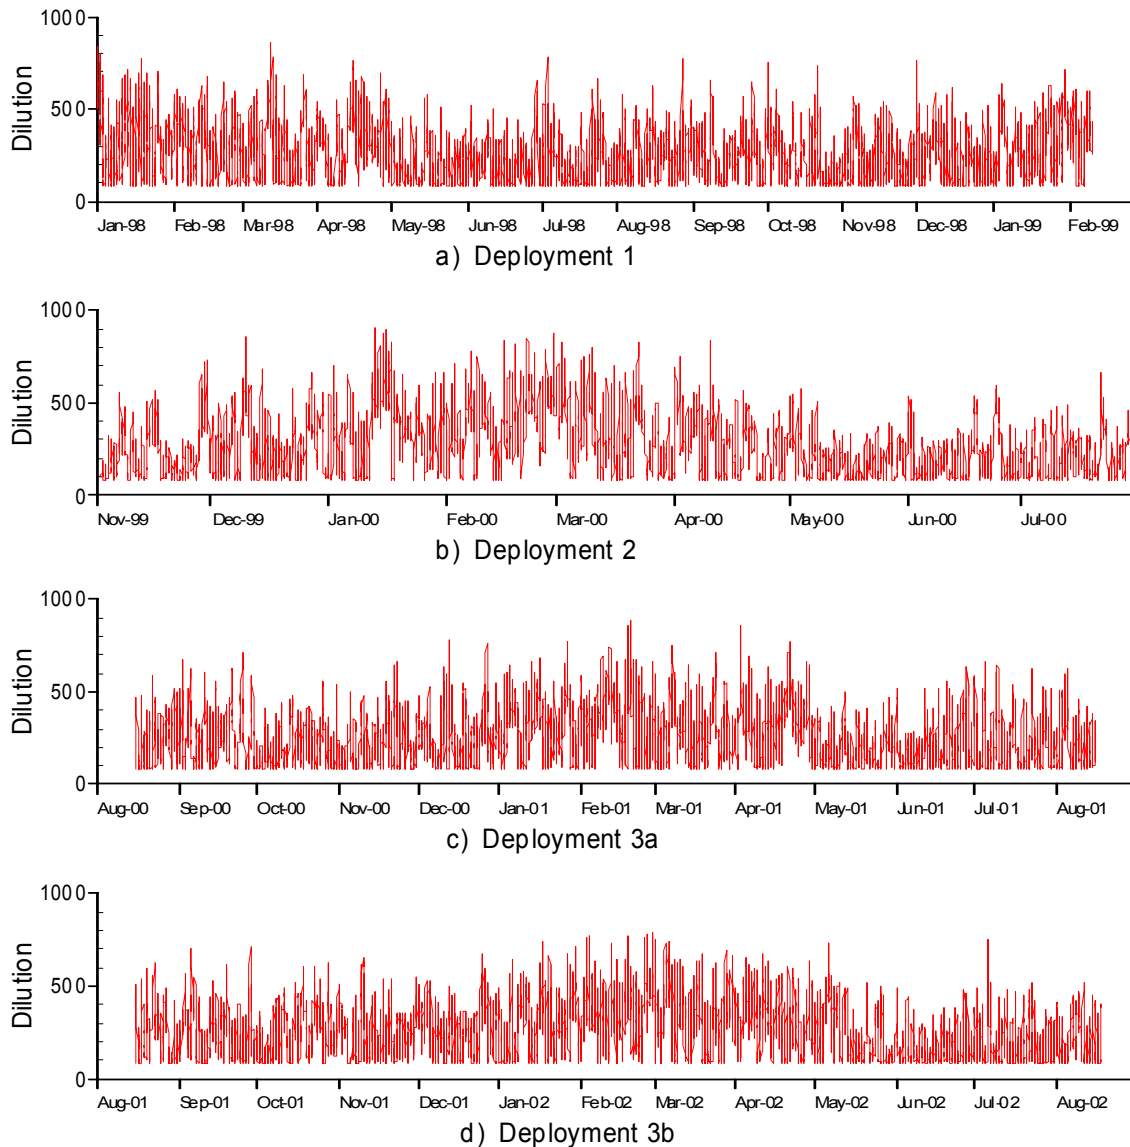 1000
500
0
Dilution
Jan-98 Feb-98 Mar-98 Apr-98 May-98 Jun-98 Jul-98 Aug-98 Sep-98 Oct-98 Nov-98 Dec-98 Jan-99 Feb-99
a) Deployment 1
1000
500
0
Dilution
Nov-99 Dec-99 Jan-00 Feb-00 Mar-00 Apr-00 May-00 Jun-00 Jul-00
b) Deployment 2
1000
500
0
Dilution
Aug-00 Sep-00 Oct-00 Nov-00 Dec-00 Jan-01 Feb-01 Mar-01 Apr-01 May-01 Jun-01 Jul-01 Aug-01
c) Deployment 3a
1000
500
0
Dilution
Aug-01 Sep-01 Oct-01 Nov-01 Dec-01 Jan-02 Feb-02 Mar-02 Apr-02 May-02 Jun-02 Jul-02 Aug-02
d) Deployment 3b